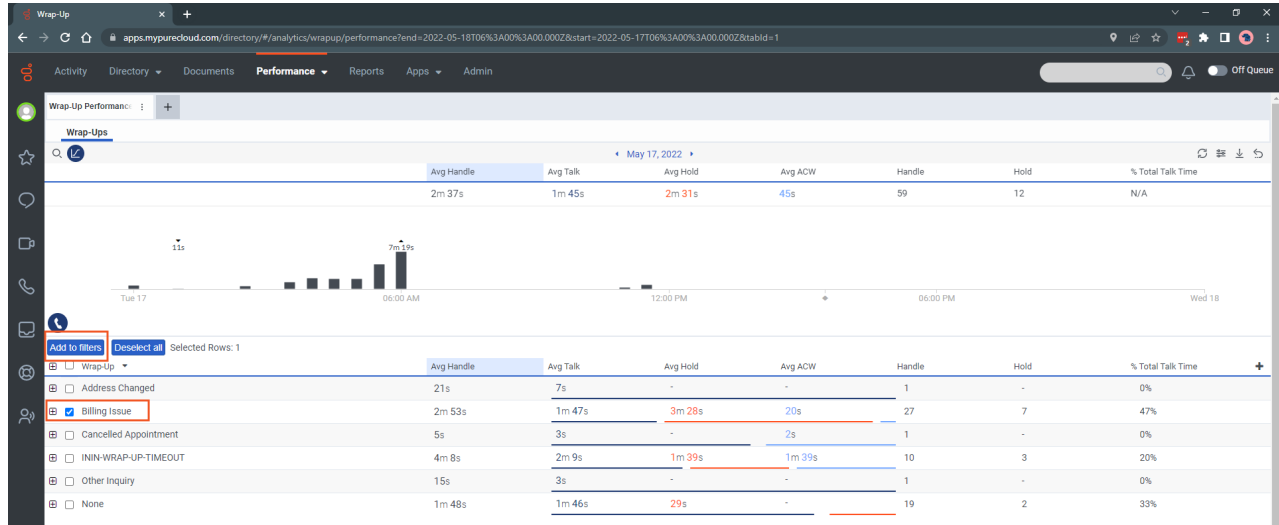 Wrap-Up
apps.mypurecloud.com/directory/#/analytics/wrapup/performance?end=2022-05-18T06%3A00%3A00.000Z&start=2022-05-17T06%3A00%3A00.000Z&tabId=1
Activity Directory Documents Performance Reports Apps Admin Off Queue
Wrap-Up Performance
Wrap-Ups
May 17, 2022
Avg Handle Avg Talk Avg Hold Avg ACW Handle Hold % Total Talk Time
2m 37s 1m 45s 2m 31s 45s 59 12 N/A
11s 7m 19s
Tue 17 06:00 AM 12:00 PM 06:00 PM Wed 18
Add to filters Deselect all Selected Rows: 1
Wrap-Up Avg Handle Avg Talk Avg Hold Avg ACW Handle Hold % Total Talk Time
Address Changed 21s 7s - - 1 - 0%
Billing Issue 2m 53s 1m 47s 3m 28s 20s 27 7 47%
Cancelled Appointment 5s 3s - 2s 1 - 0%
ININ-WRAP-UP-TIMEOUT 4m 8s 2m 9s 1m 39s 1m 39s 10 3 20%
Other Inquiry 15s 3s - - 1 - 0%
None 1m 48s 1m 46s 29s - 19 2 33%